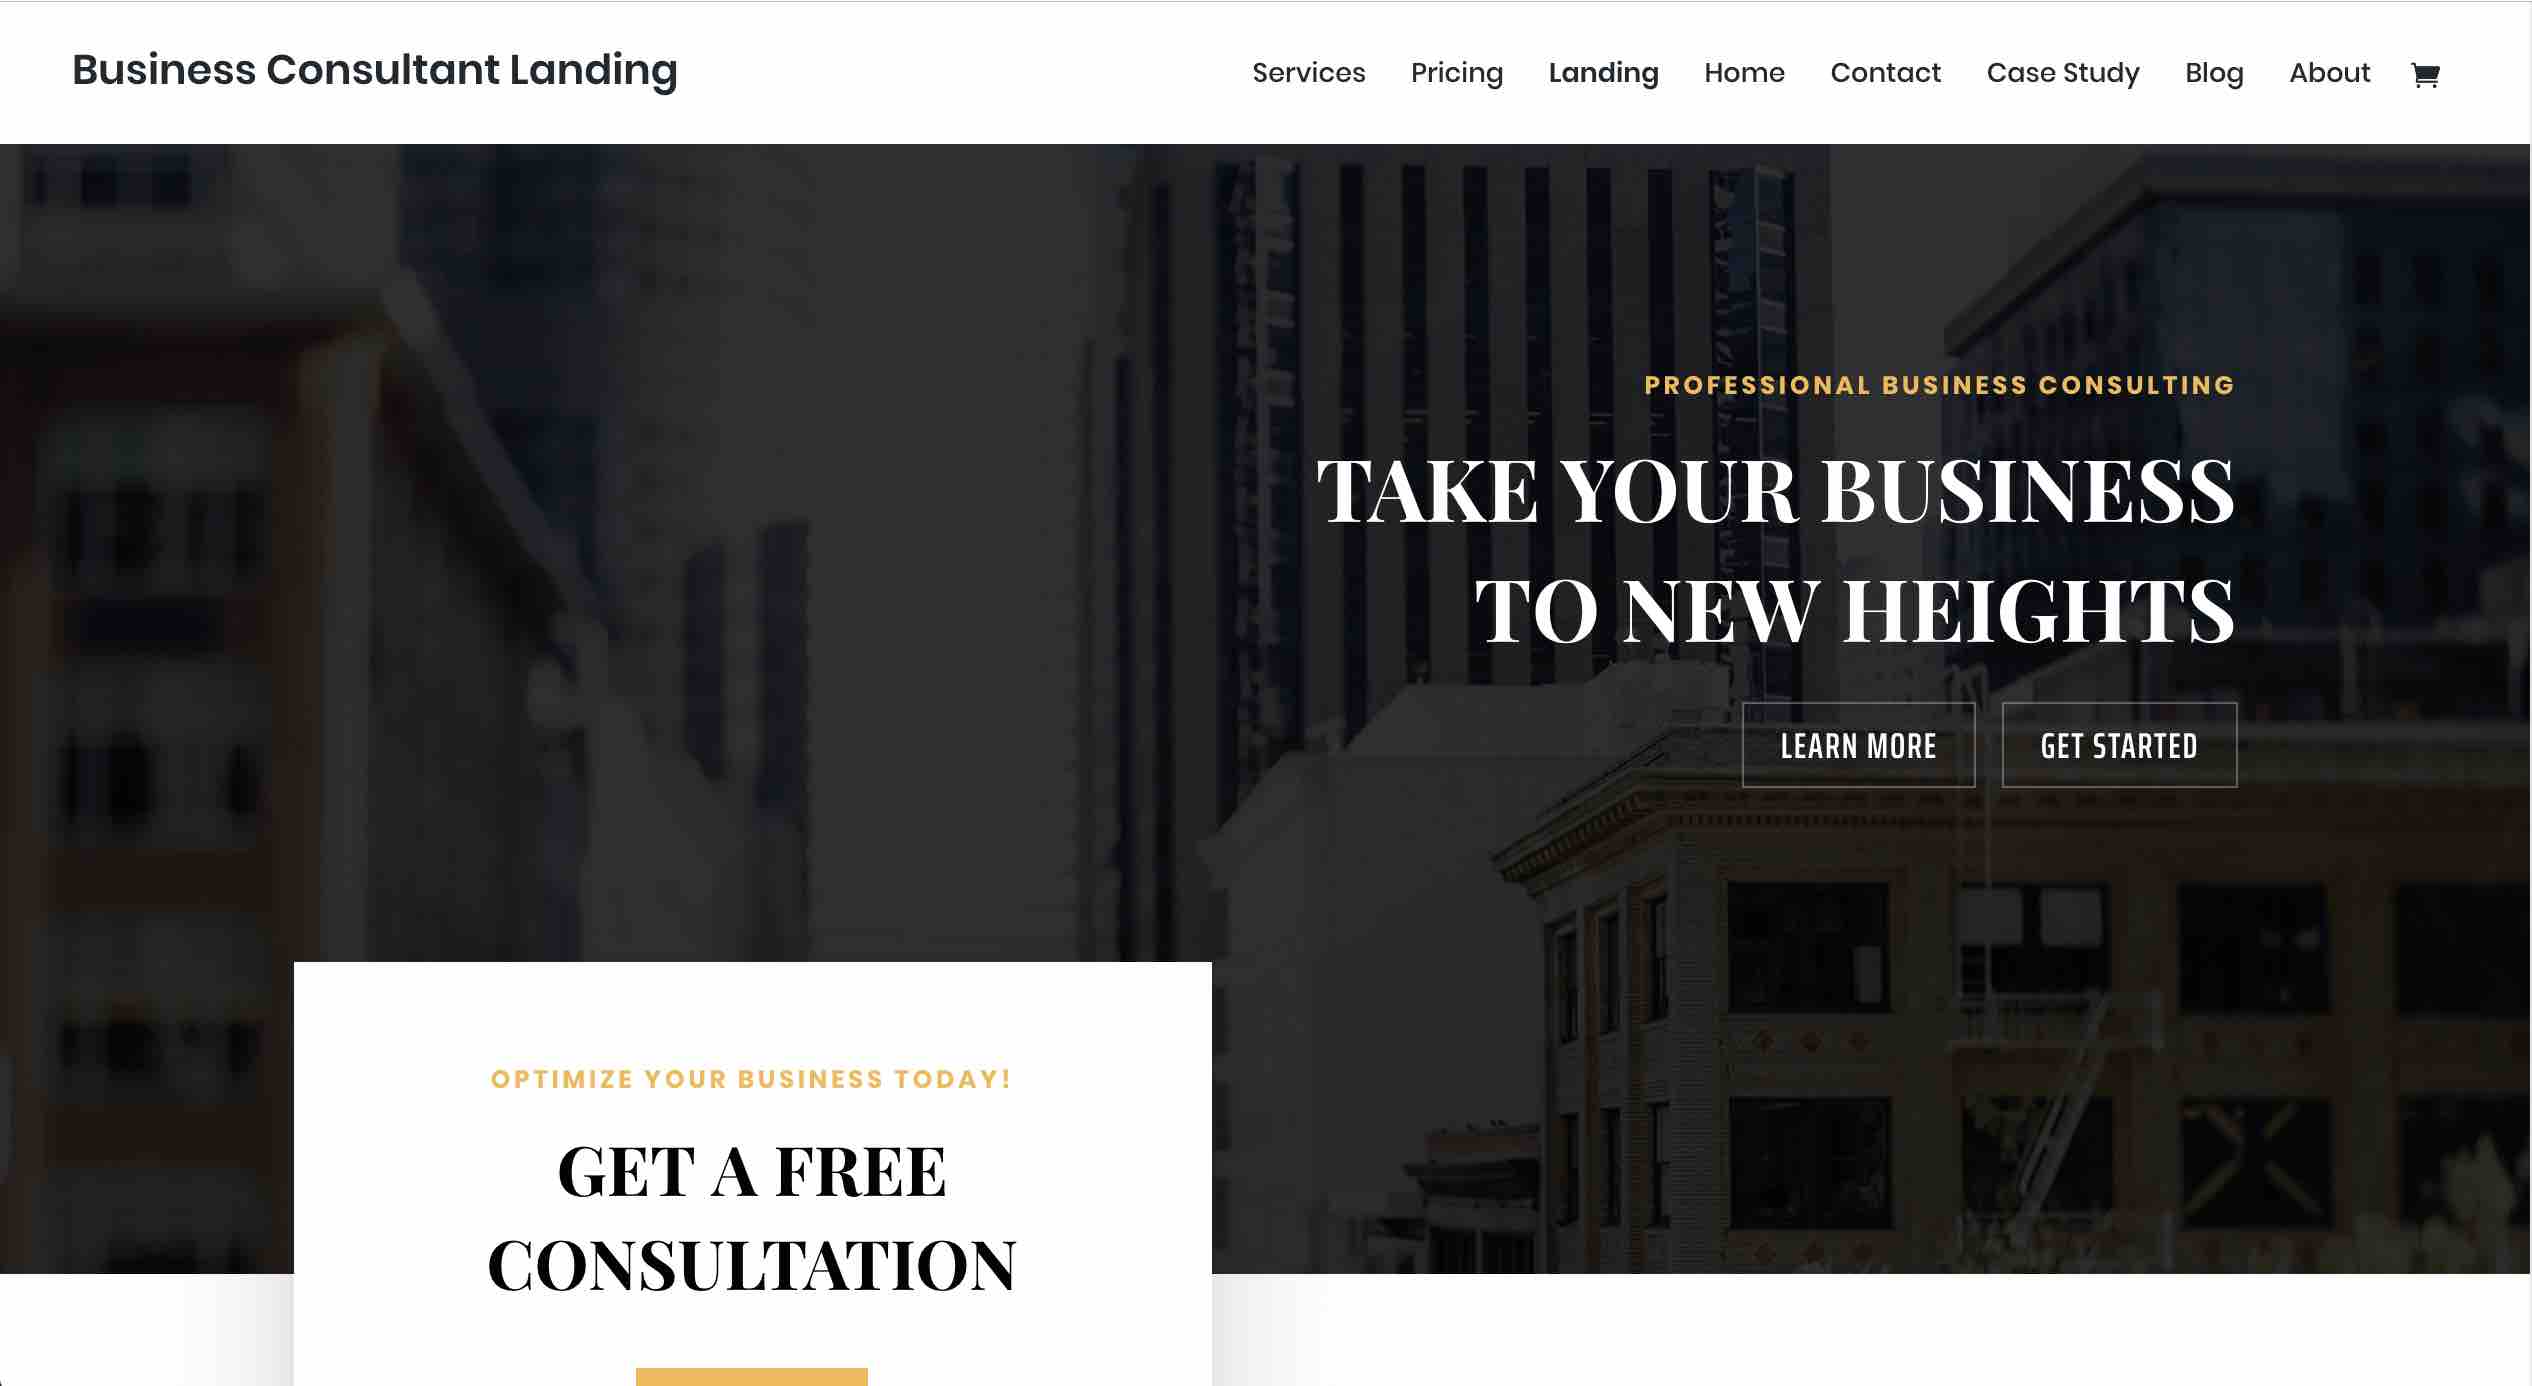 Business Consultant Landing
Services Pricing Landing Home Contact Case Study Blog About
PROFESSIONAL BUSINESS CONSULTING
TAKE YOUR BUSINESS
TO NEW HEIGHTS
LEARN MORE GET STARTED
OPTIMIZE YOUR BUSINESS TODAY!
GET A FREE
CONSULTATION